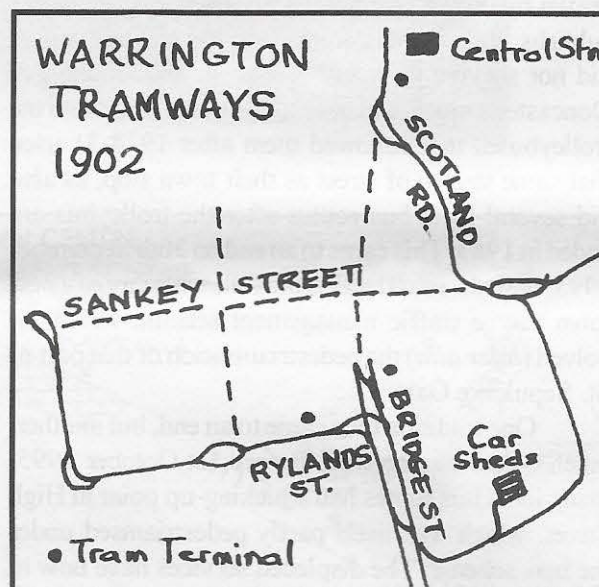 WARRINGTON
TRAMWAYS
1902
Central Stn
SCOTLAND
RD.
SANKEY STREET
BRIDGE ST
RYLANDS
ST.
Car
Sheds
Tram Terminal